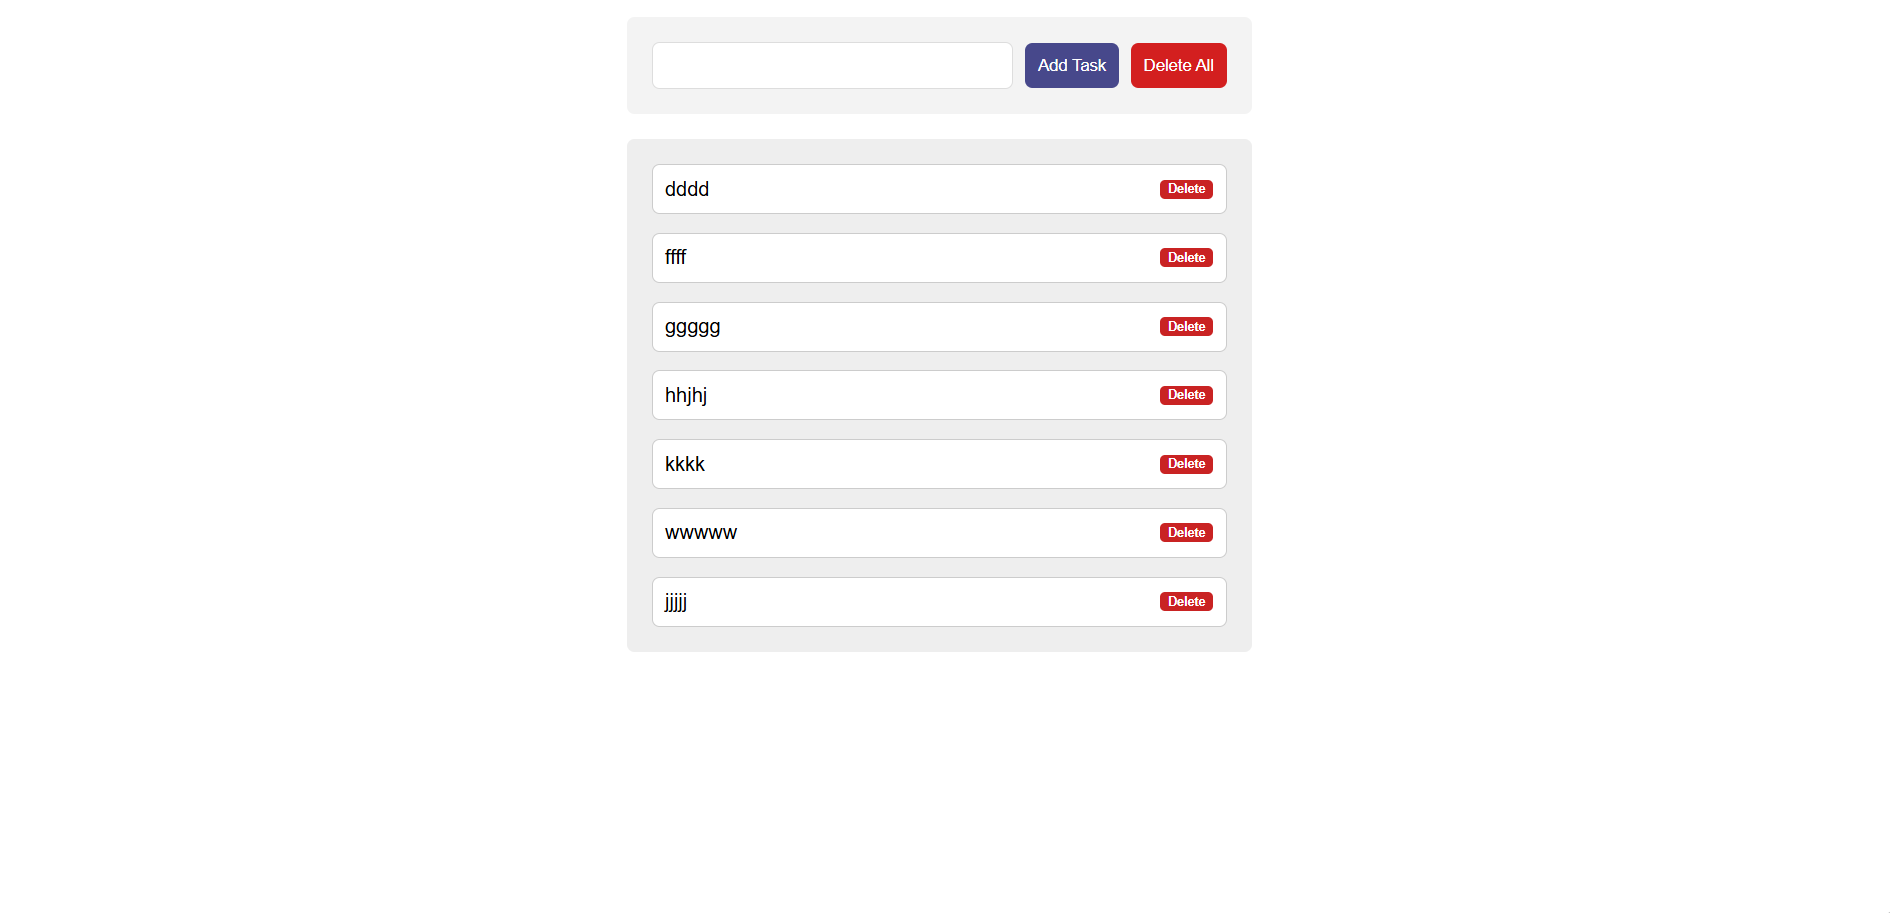 Add Task Delete All
dddd Delete
ffff Delete
ggggg Delete
hhjhj Delete
kkkk Delete
wwwww Delete
jjjjj Delete